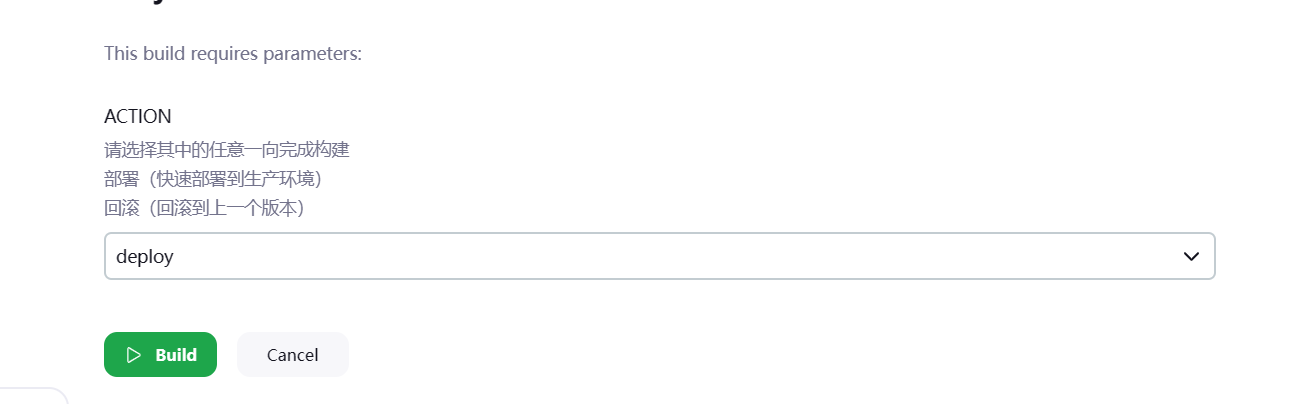 This build requires parameters:
ACTION
请选择其中的任意一向完成构建
部署（快速部署到生产环境）
回滚（回滚到上一个版本）
deploy
Build
Cancel